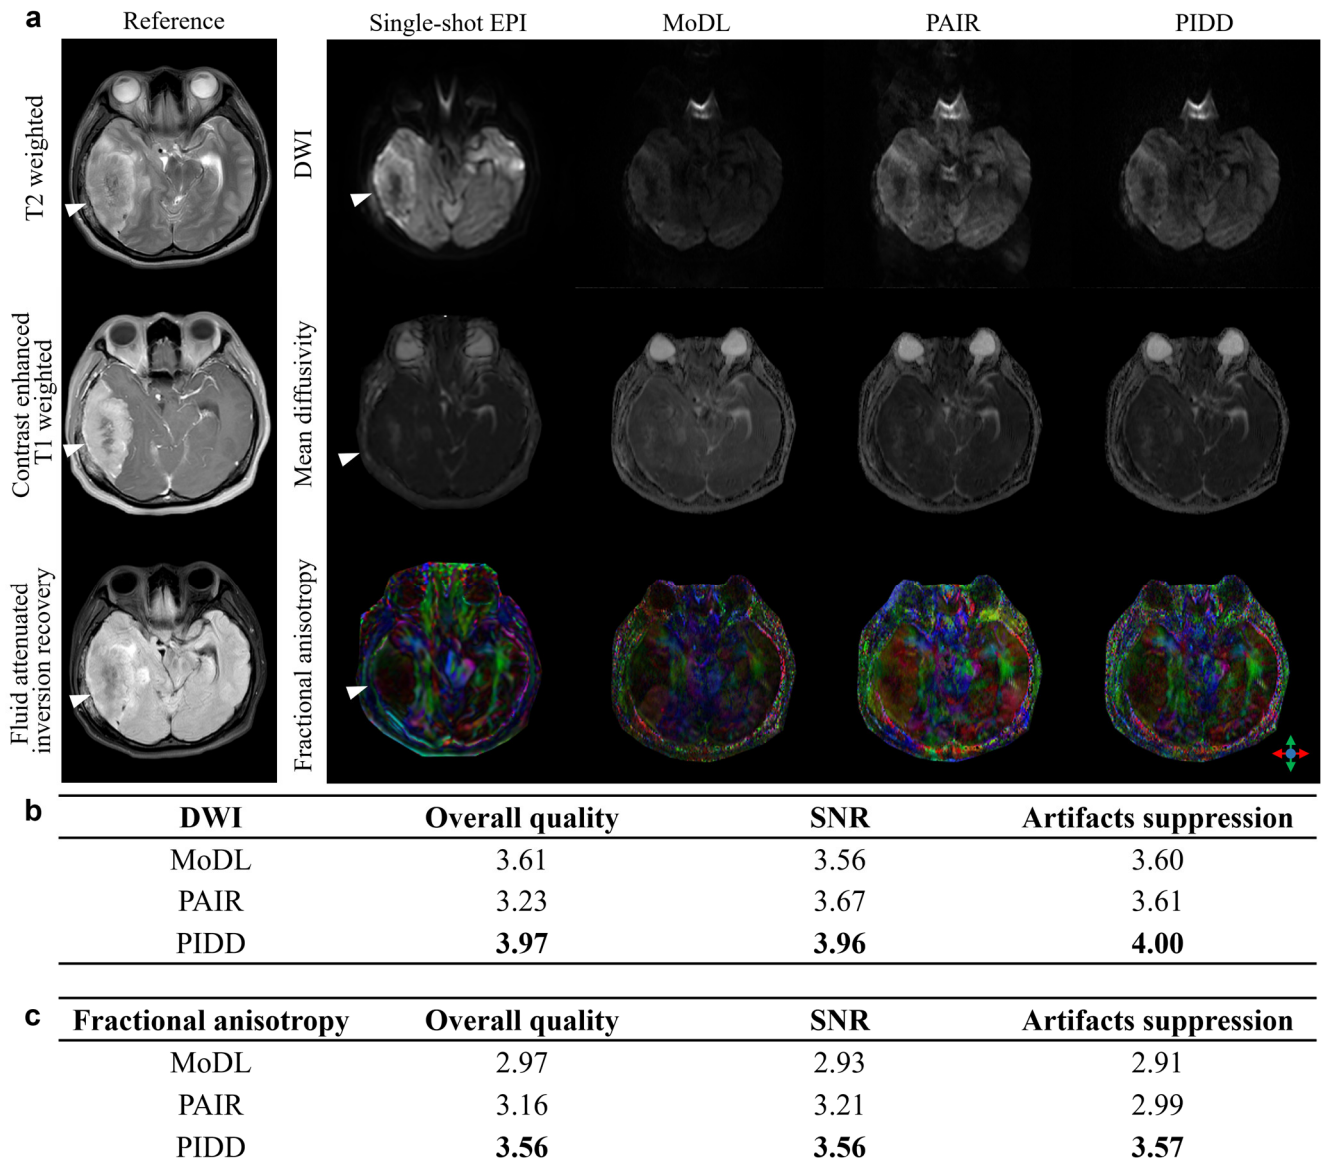 a
Reference
Single-shot EPI
MoDL
PAIR
PIDD
T2 weighted
DWI
Contrast enhanced
T1 weighted
Mean diffusivity
Fluid attenuated
inversion recovery
Fractional anisotropy
b
DWI Overall quality SNR Artifacts suppression
MoDL 3.61 3.56 3.60
PAIR 3.23 3.67 3.61
PIDD 3.97 3.96 4.00
c
Fractional anisotropy Overall quality SNR Artifacts suppression
MoDL 2.97 2.93 2.91
PAIR 3.16 3.21 2.99
PIDD 3.56 3.56 3.57